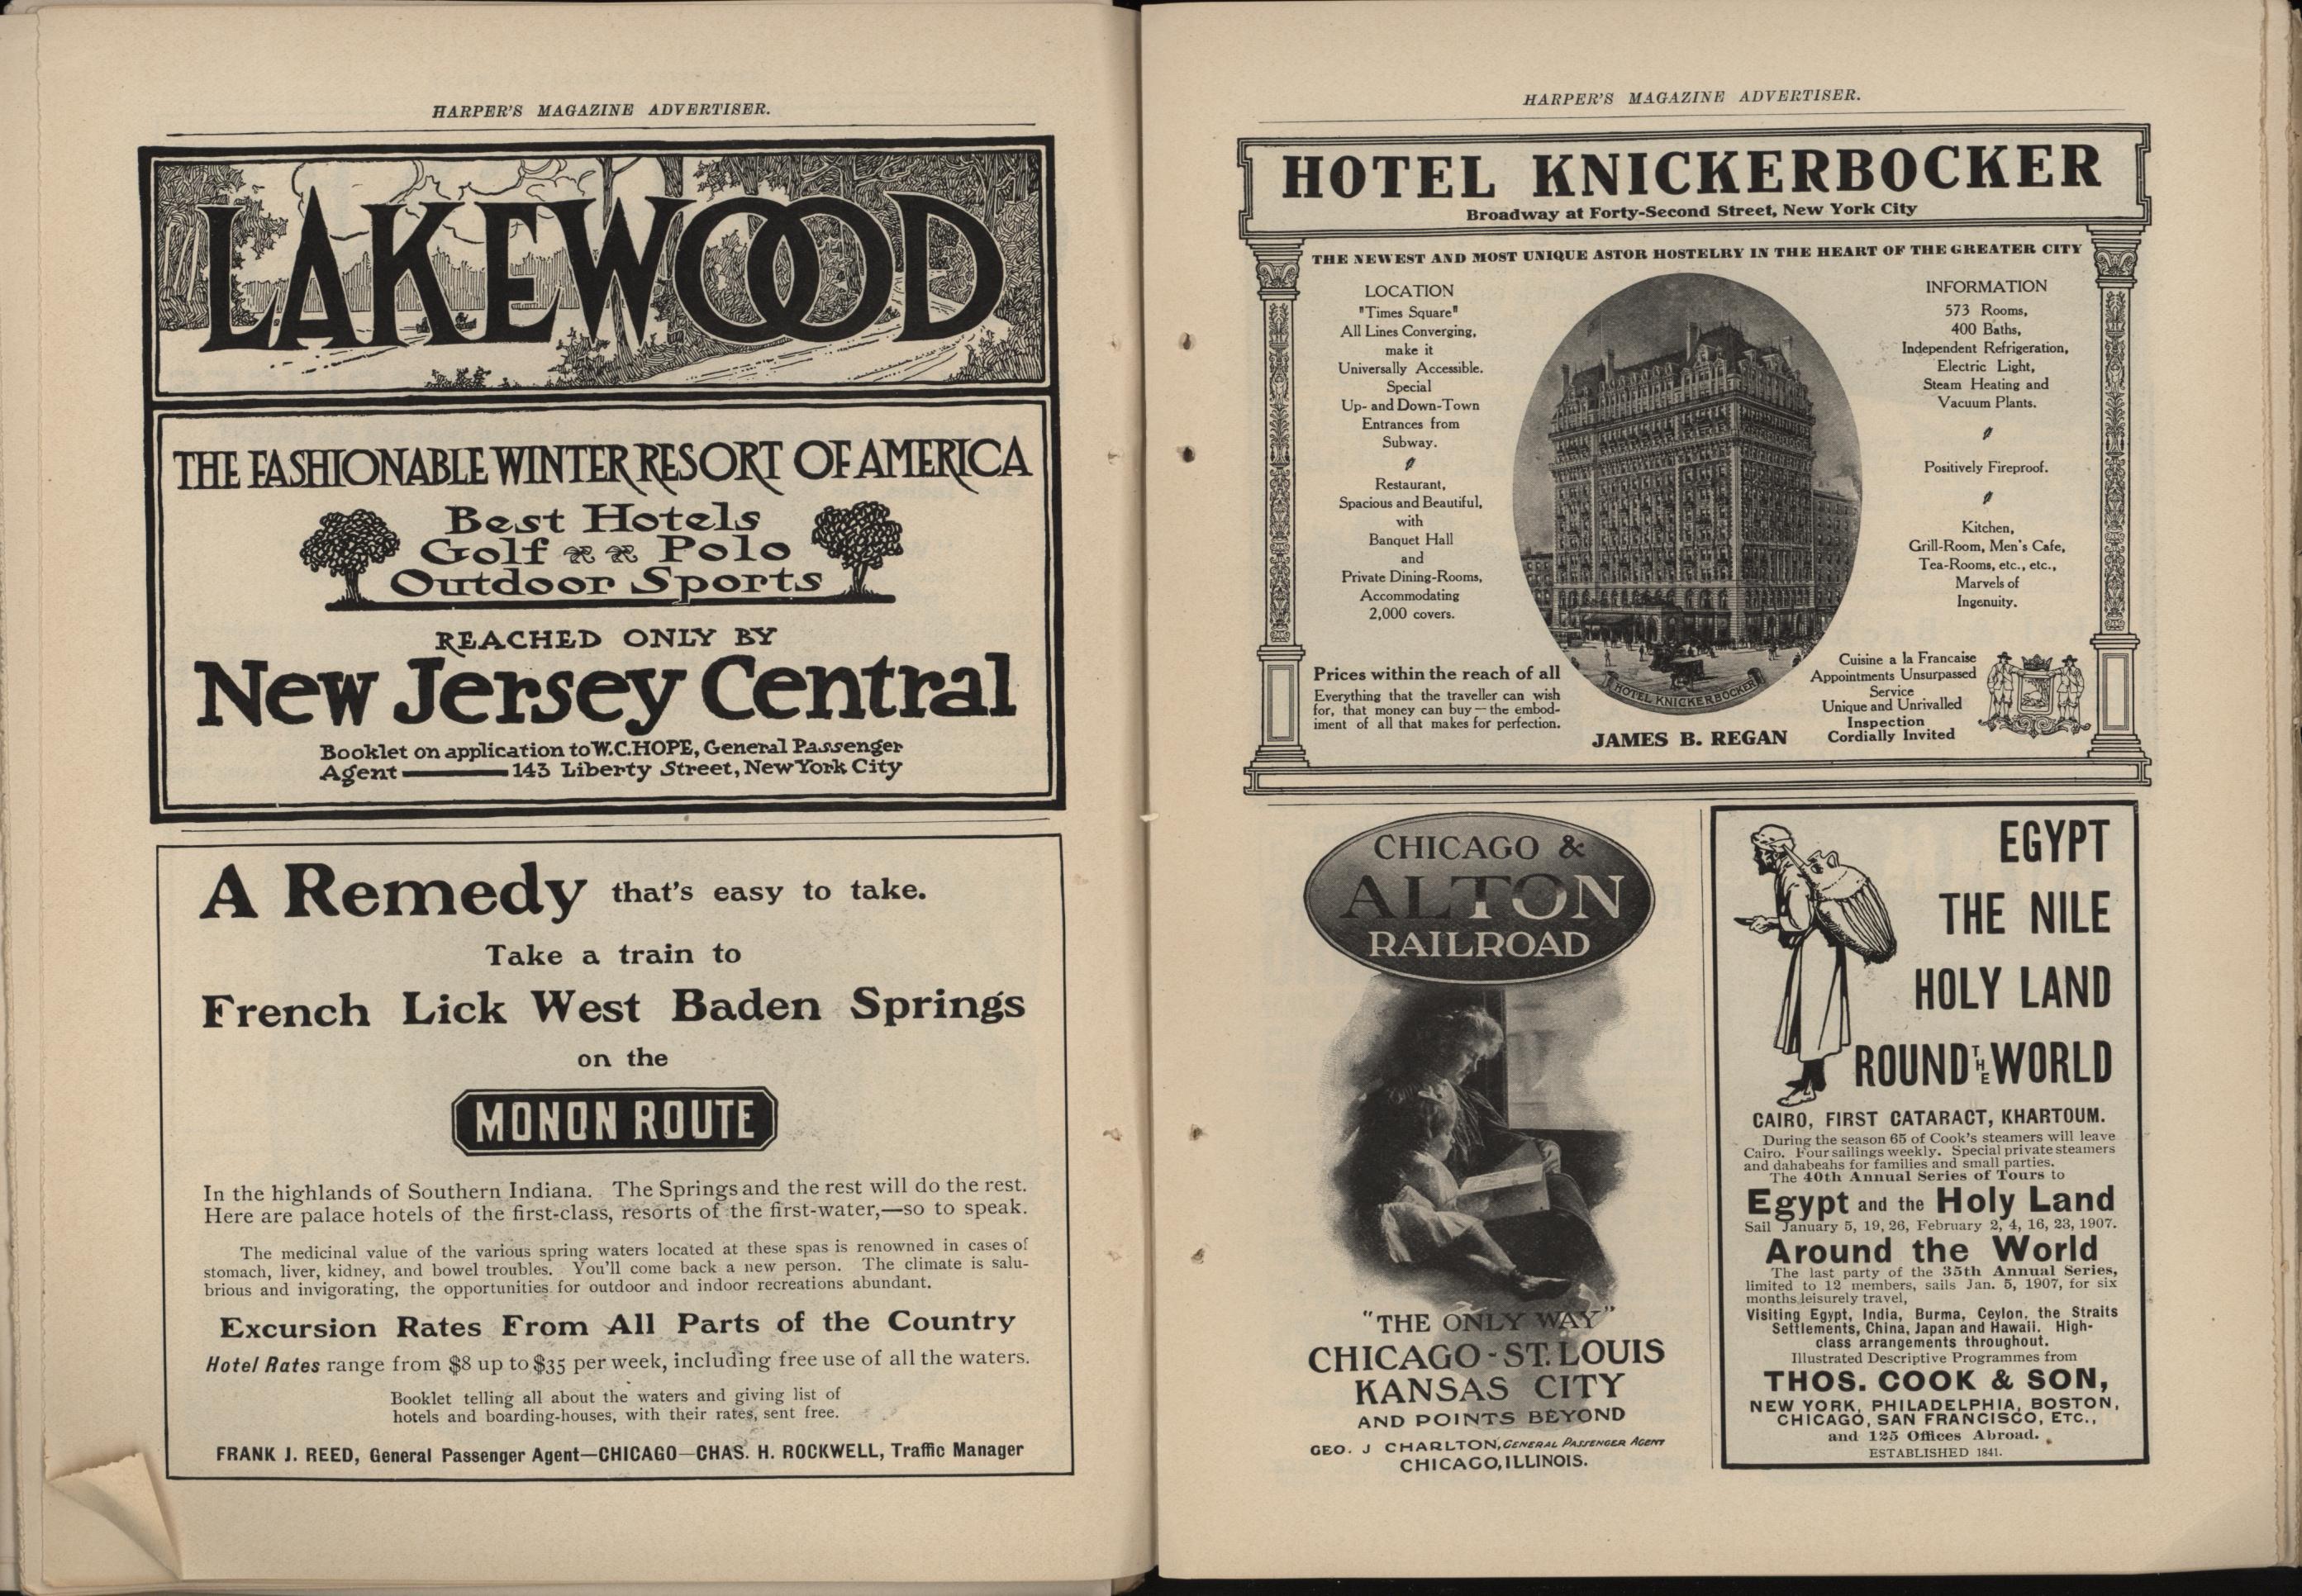 HARPER'S MAGAZINE ADVERTISER.
LAKEWOOD
THE FASHIONABLE WINTER RESORT OF AMERICA
Best Hotels
Golf Polo
Outdoor Sports
REACHED ONLY BY
New Jersey Central
Booklet on application to W.C.HOPE, General Passenger
Agent — 143 Liberty Street, New York City
A Remedy that's easy to take.
Take a train to
French Lick West Baden Springs
on the
MONON ROUTE
In the highlands of Southern Indiana. The Springs and the rest will do the rest.
Here are palace hotels of the first-class, resorts of the first-water,—so to speak.
The medicinal value of the various spring waters located at these spas is renowned in cases of
stomach, liver, kidney, and bowel troubles. You'll come back a new person. The climate is salu-
brious and invigorating, the opportunities for outdoor and indoor recreations abundant.
Excursion Rates From All Parts of the Country
Hotel Rates range from $8 up to $35 per week, including free use of all the waters.
Booklet telling all about the waters and giving list of
hotels and boarding-houses, with their rates, sent free.
FRANK J. REED, General Passenger Agent—CHICAGO—CHAS. H. ROCKWELL, Traffic Manager
HARPER'S MAGAZINE ADVERTISER.
HOTEL KNICKERBOCKER
Broadway at Forty-Second Street, New York City
THE NEWEST AND MOST UNIQUE ASTOR HOSTELRY IN THE HEART OF THE GREATER CITY
LOCATION
"Times Square"
All Lines Converging,
make it
Universally Accessible.
Special
Up- and Down-Town
Entrances from
Subway.
Restaurant,
Spacious and Beautiful,
with
Banquet Hall
and
Private Dining-Rooms,
Accommodating
2,000 covers.
Prices within the reach of all
Everything that the traveller can wish
for, that money can buy—the embod-
iment of all that makes for perfection.
HOTEL KNICKERBOCKER
JAMES B. REGAN
INFORMATION
573 Rooms,
400 Baths,
Independent Refrigeration,
Electric Light,
Steam Heating and
Vacuum Plants.
Positively Fireproof.
Kitchen,
Grill-Room, Men's Cafe,
Tea-Rooms, etc., etc.,
Marvels of
Ingenuity.
Cuisine a la Francaise
Appointments Unsurpassed
Service
Unique and Unrivalled
Inspection
Cordially Invited
CHICAGO &
ALTON
RAILROAD
"THE ONLY WAY"
CHICAGO-ST. LOUIS
KANSAS CITY
AND POINTS BEYOND
GEO. J CHARLTON, GENERAL PASSENGER AGENT
CHICAGO, ILLINOIS.
EGYPT
THE NILE
HOLY LAND
ROUND THE WORLD
CAIRO, FIRST CATARACT, KHARTOUM.
During the season 65 of Cook's steamers will leave
Cairo. Four sailings weekly. Special private steamers
and dahabeahs for families and small parties.
The 40th Annual Series of Tours to
Egypt and the Holy Land
Sail January 5, 19, 26, February 2, 4, 16, 23, 1907.
Around the World
The last party of the 35th Annual Series,
limited to 12 members, sails Jan. 5, 1907, for six
months leisurely travel,
Visiting Egypt, India, Burma, Ceylon, the Straits
Settlements, China, Japan and Hawaii. High-
class arrangements throughout.
Illustrated Descriptive Programmes from
THOS. COOK & SON,
NEW YORK, PHILADELPHIA, BOSTON,
CHICAGO, SAN FRANCISCO, ETC.,
and 125 Offices Abroad.
ESTABLISHED 1841.